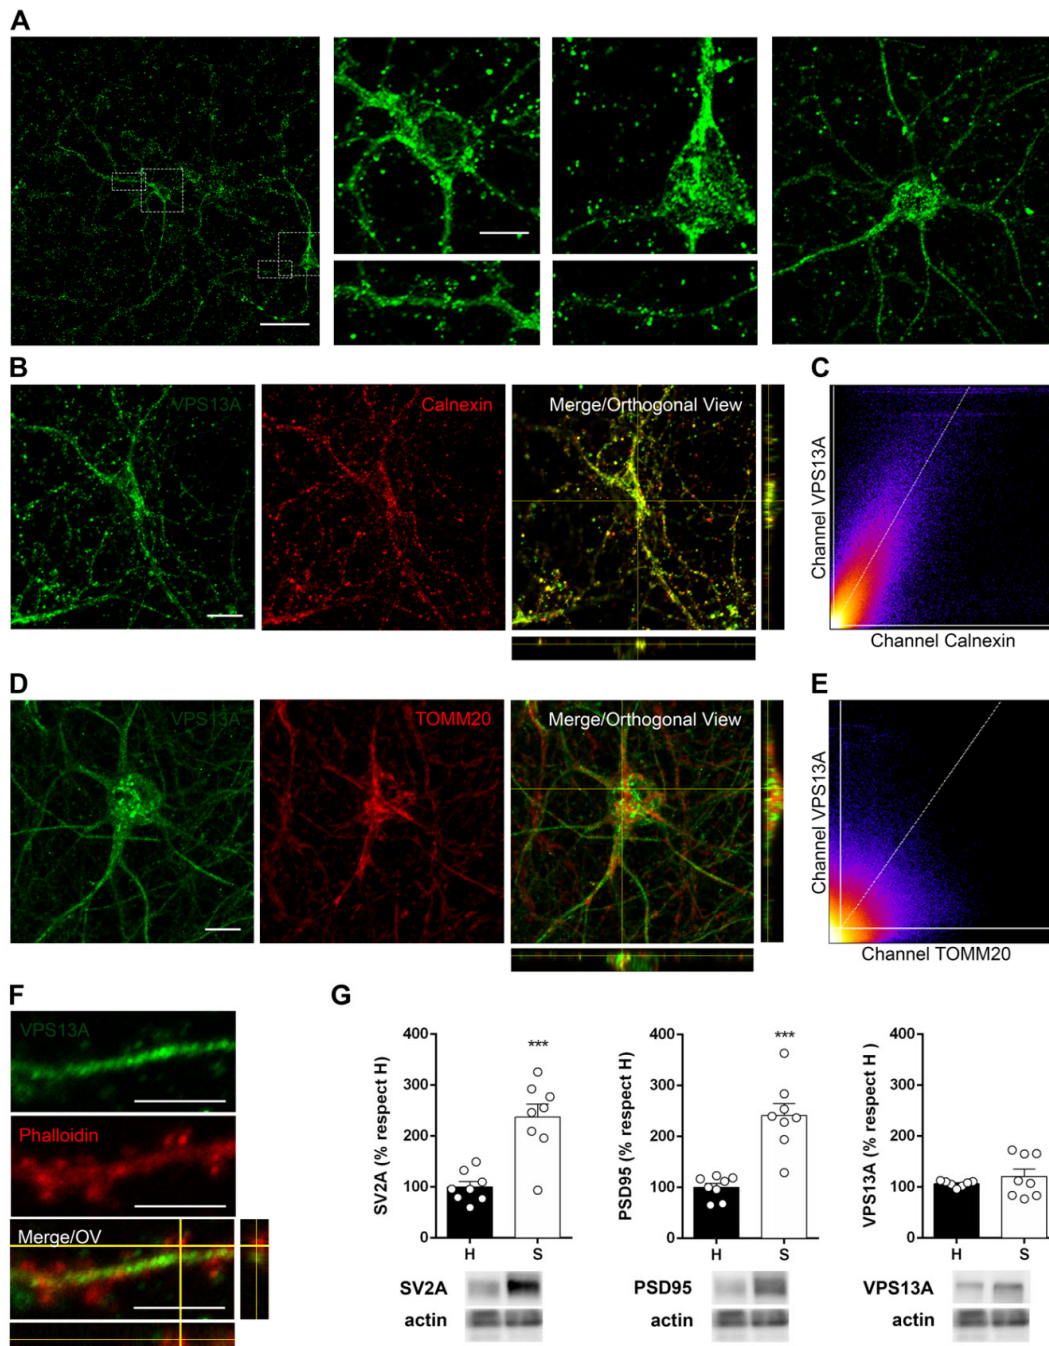 A
B
VPS13A
Calnexin
Merge/Orthogonal View
C
Channel VPS13A
Channel Calnexin
D
VPS13A
TOMM20
Merge/Orthogonal View
E
Channel VPS13A
Channel TOMM20
F
VPS13A
Phalloidin
Merge/OV
G
SV2A (% respect H)
400
300
200
100
0
***
H
S
SV2A
actin
PSD95 (% respect H)
400
300
200
100
0
***
H
S
PSD95
actin
VPS13A (% respect H )
400
300
200
100
0
H
S
VPS13A
actin